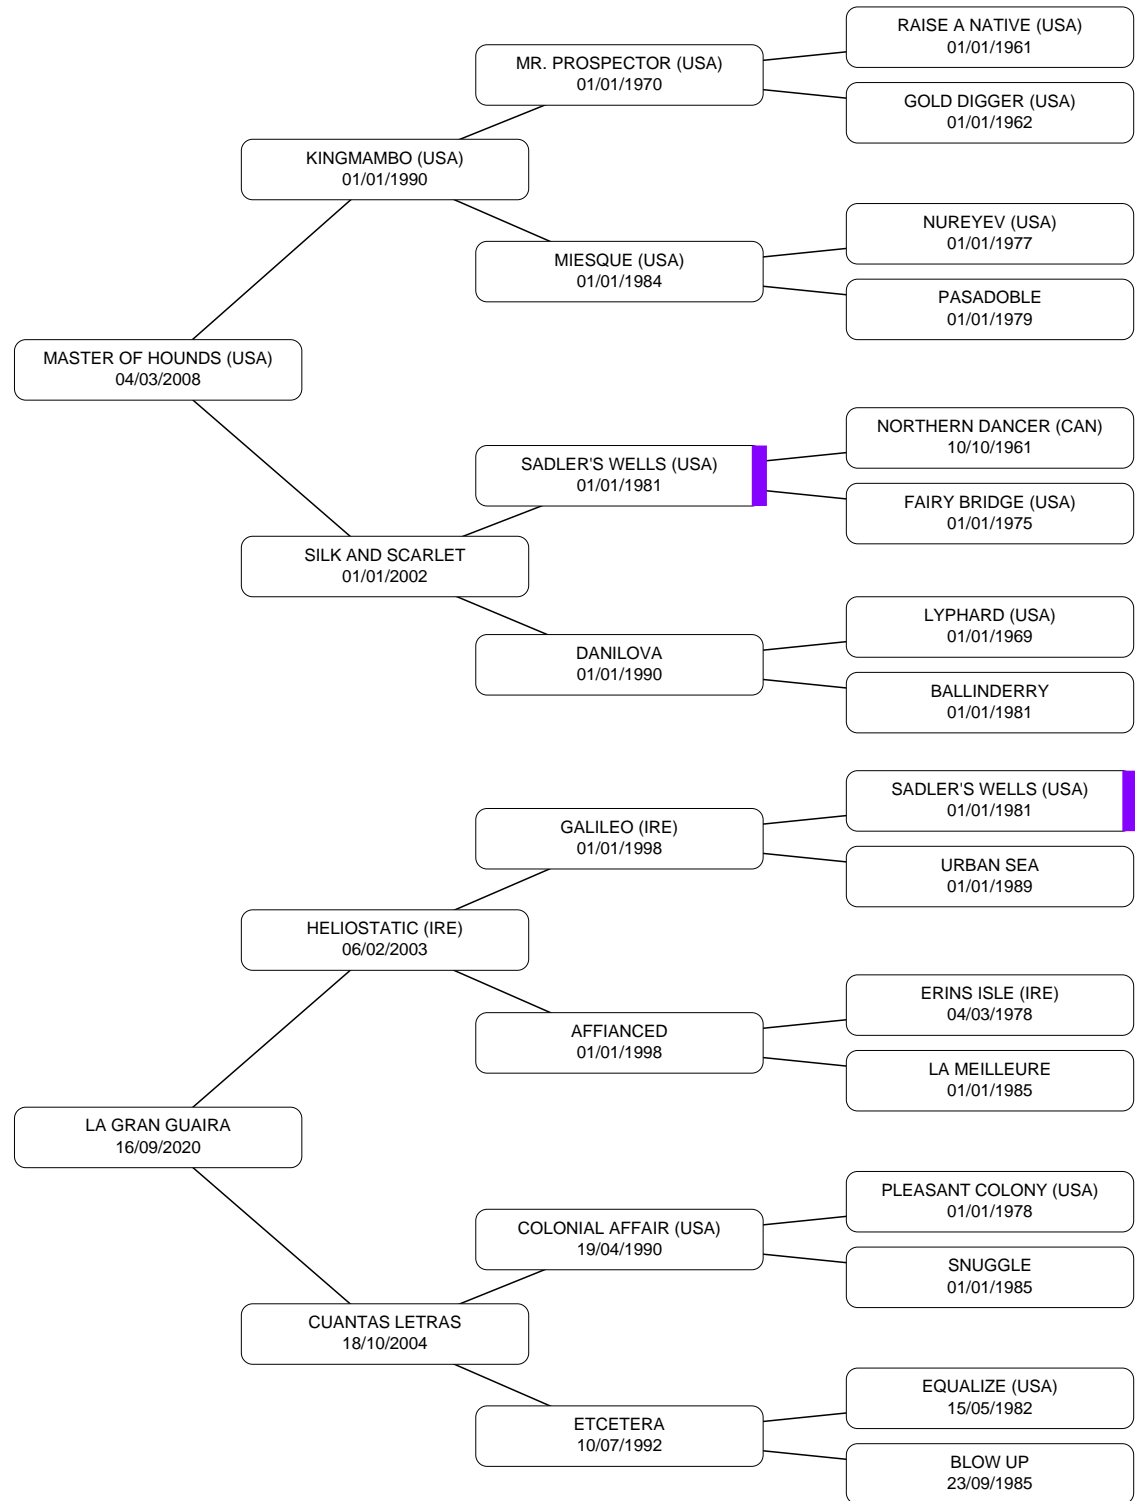 RAISE A NATIVE (USA)
01/01/1961
MR. PROSPECTOR (USA)
01/01/1970
GOLD DIGGER (USA)
01/01/1962
KINGMAMBO (USA)
01/01/1990
NUREYEV (USA)
01/01/1977
MIESQUE (USA)
01/01/1984
PASADOBLE
01/01/1979
MASTER OF HOUNDS (USA)
04/03/2008
NORTHERN DANCER (CAN)
10/10/1961
SADLER'S WELLS (USA)
01/01/1981
FAIRY BRIDGE (USA)
01/01/1975
SILK AND SCARLET
01/01/2002
LYPHARD (USA)
01/01/1969
DANILOVA
01/01/1990
BALLINDERRY
01/01/1981
SADLER'S WELLS (USA)
01/01/1981
GALILEO (IRE)
01/01/1998
URBAN SEA
01/01/1989
HELIOSTATIC (IRE)
06/02/2003
ERINS ISLE (IRE)
04/03/1978
AFFIANCED
01/01/1998
LA MEILLEURE
01/01/1985
LA GRAN GUAIRA
16/09/2020
PLEASANT COLONY (USA)
01/01/1978
COLONIAL AFFAIR (USA)
19/04/1990
SNUGGLE
01/01/1985
CUANTAS LETRAS
18/10/2004
EQUALIZE (USA)
15/05/1982
ETCETERA
10/07/1992
BLOW UP
23/09/1985